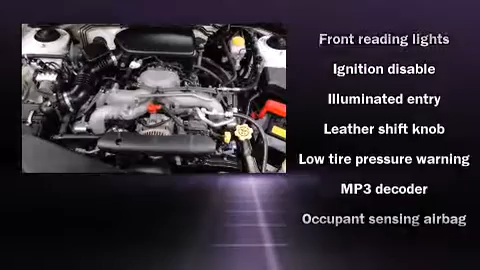 Front reading lights
Ignition disable
Illuminated entry
Leather shift knob
Low tire pressure warning
MP3 decoder
Occupant sensing airbag